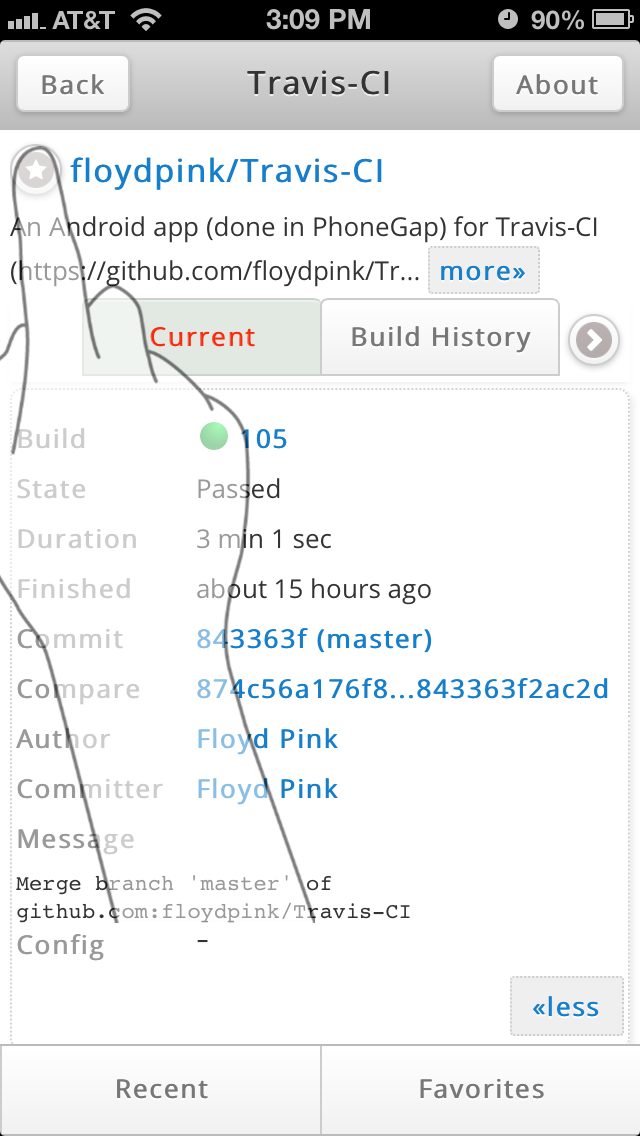 AT&T 3:09 PM 90%
Back Travis-CI About
floydpink/Travis-CI
An Android app (done in PhoneGap) for Travis-CI
(https://github.com/floydpink/Tr... more»
Current Build History
Build 105
State Passed
Duration 3 min 1 sec
Finished about 15 hours ago
Commit 843363f (master)
Compare 874c56a176f8...843363f2ac2d
Author Floyd Pink
Committer Floyd Pink
Message
Merge branch 'master' of
github.com:floydpink/Travis-CI
Config -
«less
Recent Favorites